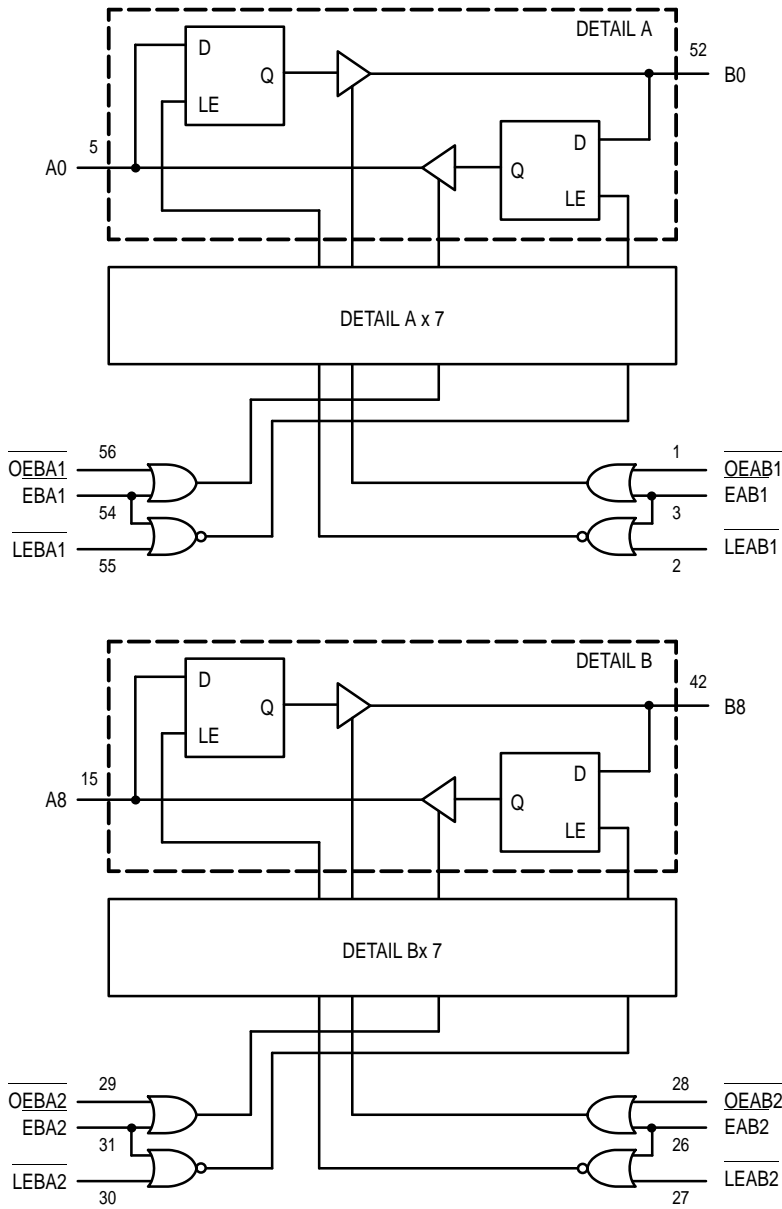 DETAIL A
D
Q
LE
52
B0
D
Q
LE
5
A0
DETAIL A x 7
56
OEBA1
EBA1
54
LEBA1
55
1
OEAB1
EAB1
3
LEAB1
2
DETAIL B
D
Q
LE
42
B8
D
Q
LE
15
A8
DETAIL Bx 7
29
OEBA2
EBA2
31
LEBA2
30
28
OEAB2
EAB2
26
LEAB2
27